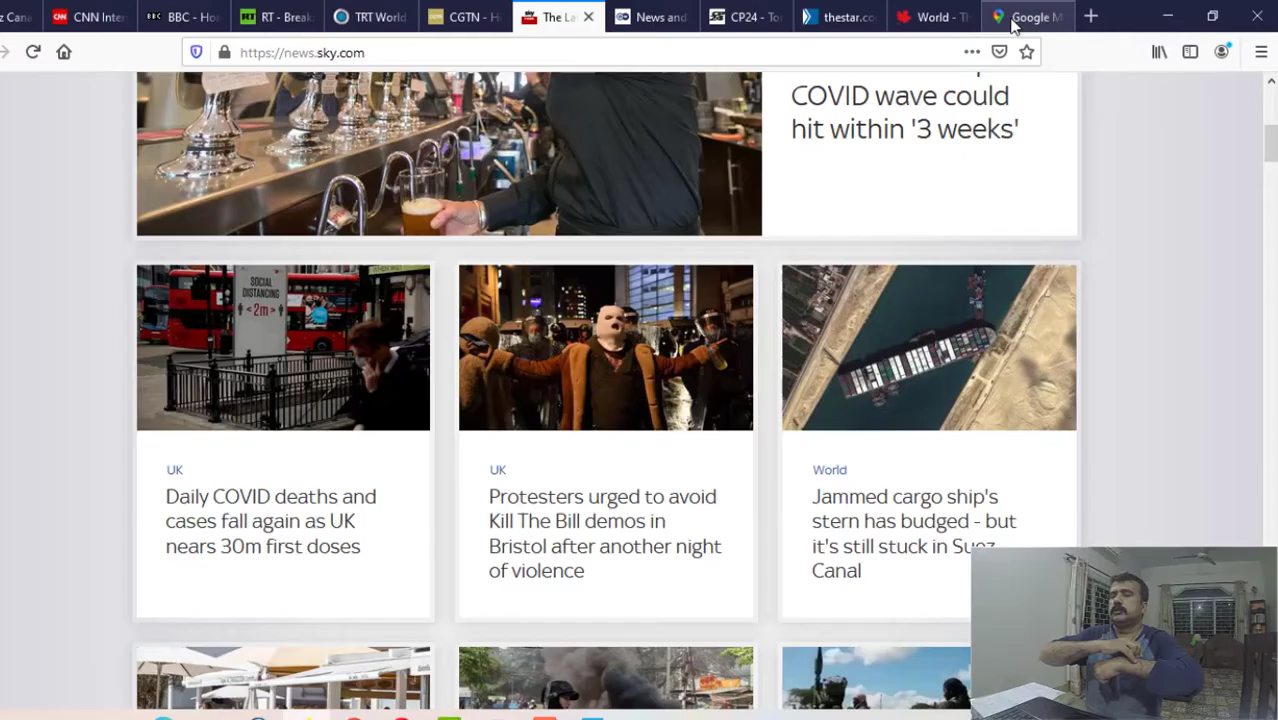 z Cana
CNN Inter
BBC - Ho
RT - Break
TRT World
CGTN - H
The La
News and
CP24 - To
thestar.co
World - Th
Google M
https://news.sky.com
COVID wave could
hit within '3 weeks'
SOCIAL
DISTANCING
< 2m >
UK
Daily COVID deaths and
cases fall again as UK
nears 30m first doses
UK
Protesters urged to avoid
Kill The Bill demos in
Bristol after another night
of violence
World
Jammed cargo ship's
stern has budged - but
it's still stuck in Suez
Canal